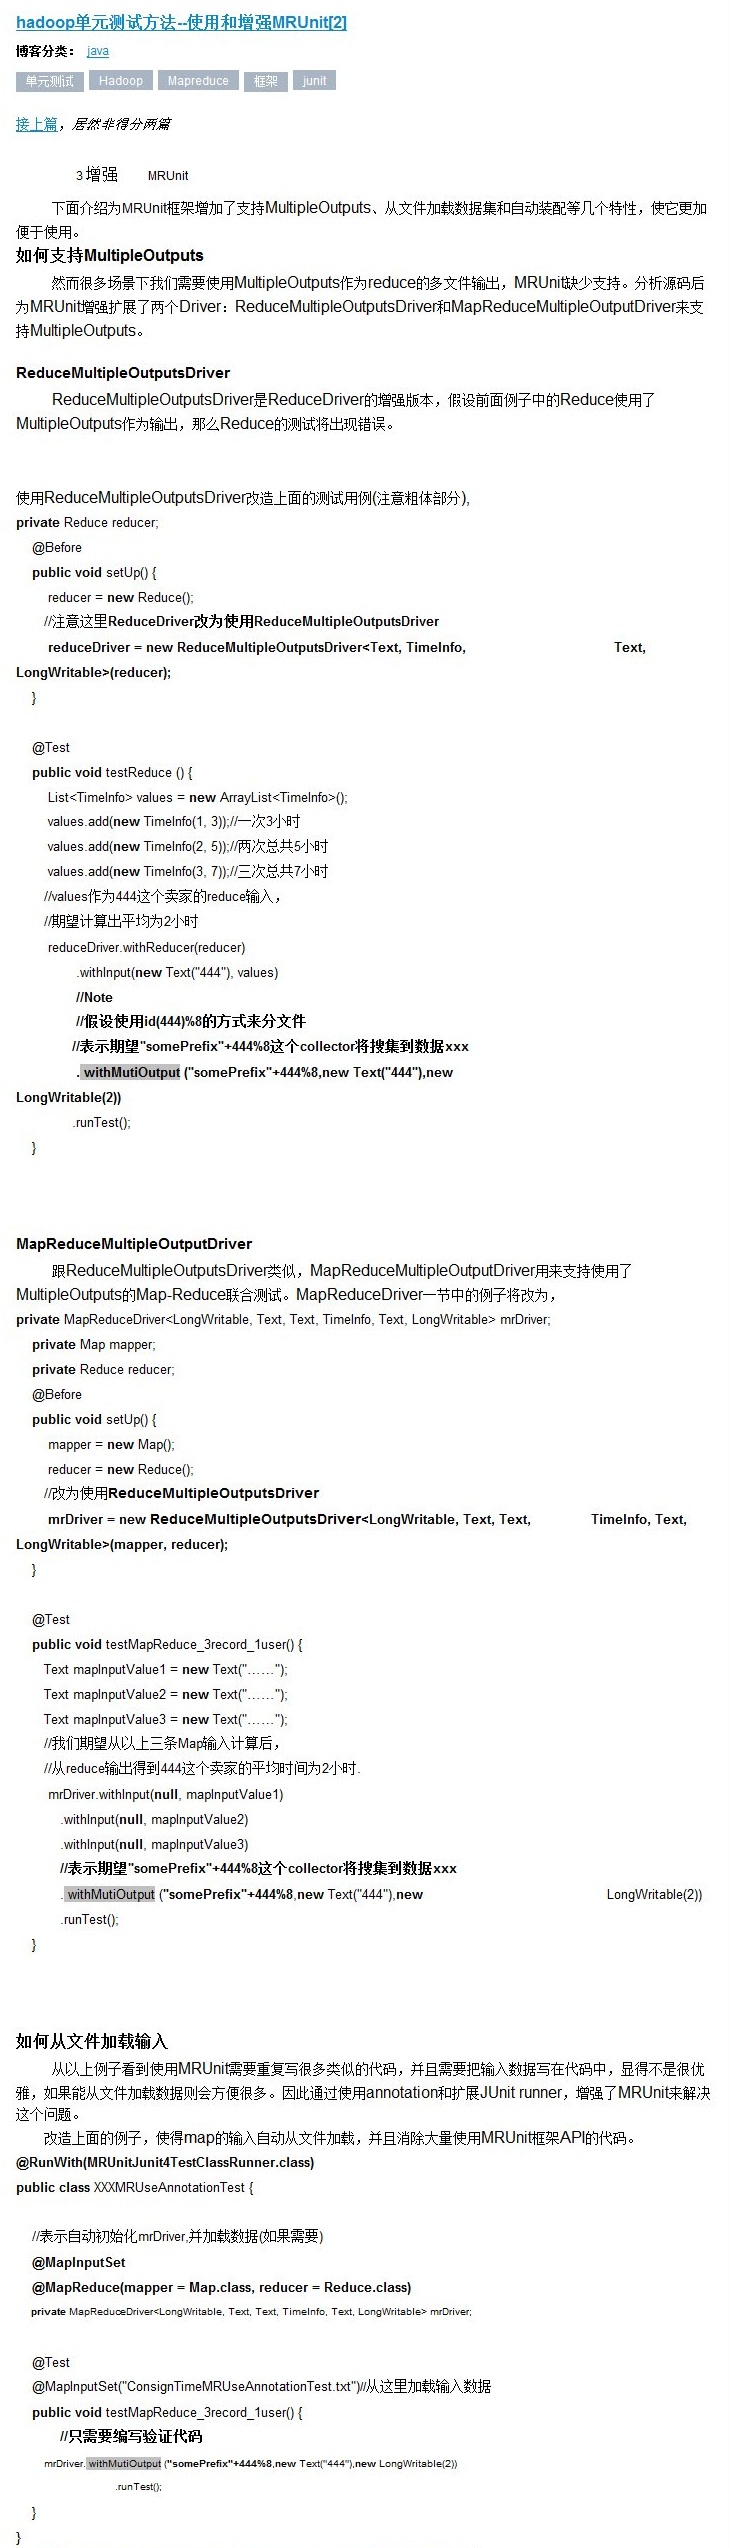 hadoop单元测试方法--使用和增强MRUnit[2]
博客分类： java
单元测试 Hadoop Mapreduce 框架 junit
接上篇，居然非得分两篇
3 增强 MRUnit
下面介绍为MRUnit框架增加了支持MultipleOutputs、从文件加载数据集和自动装配等几个特性，使它更加
便于使用。
如何支持MultipleOutputs
然而很多场景下我们需要使用MultipleOutputs作为reduce的多文件输出，MRUnit缺少支持。分析源码后
为MRUnit增强扩展了两个Driver：ReduceMultipleOutputsDriver和MapReduceMultipleOutputDriver来支
持MultipleOutputs。
ReduceMultipleOutputsDriver
ReduceMultipleOutputsDriver是ReduceDriver的增强版本，假设前面例子中的Reduce使用了
MultipleOutputs作为输出，那么Reduce的测试将出现错误。
使用ReduceMultipleOutputsDriver改造上面的测试用例(注意粗体部分),
private Reduce reducer;
@Before
public void setUp() {
reducer = new Reduce();
//注意这里ReduceDriver改为使用ReduceMultipleOutputsDriver
reduceDriver = new ReduceMultipleOutputsDriver<Text, TimeInfo, Text,
LongWritable>(reducer);
}
@Test
public void testReduce () {
List<TimeInfo> values = new ArrayList<TimeInfo>();
values.add(new TimeInfo(1, 3));//一次3小时
values.add(new TimeInfo(2, 5));//两次总共5小时
values.add(new TimeInfo(3, 7));//三次总共7小时
//values作为444这个卖家的reduce输入，
//期望计算出平均为2小时
reduceDriver.withReducer(reducer)
.withInput(new Text("444"), values)
//Note
//假设使用id(444)%8的方式来分文件
//表示期望"somePrefix"+444%8这个collector将搜集到数据xxx
. withMutiOutput ("somePrefix"+444%8,new Text("444"),new
LongWritable(2))
.runTest();
}
MapReduceMultipleOutputDriver
跟ReduceMultipleOutputsDriver类似，MapReduceMultipleOutputDriver用来支持使用了
MultipleOutputs的Map-Reduce联合测试。MapReduceDriver一节中的例子将改为，
private MapReduceDriver<LongWritable, Text, Text, TimeInfo, Text, LongWritable> mrDriver;
private Map mapper;
private Reduce reducer;
@Before
public void setUp() {
mapper = new Map();
reducer = new Reduce();
//改为使用ReduceMultipleOutputsDriver
mrDriver = new ReduceMultipleOutputsDriver<LongWritable, Text, Text, TimeInfo, Text,
LongWritable>(mapper, reducer);
}
@Test
public void testMapReduce_3record_1user() {
Text mapInputValue1 = new Text("……");
Text mapInputValue2 = new Text("……");
Text mapInputValue3 = new Text("……");
//我们期望从以上三条Map输入计算后，
//从reduce输出得到444这个卖家的平均时间为2小时.
mrDriver.withInput(null, mapInputValue1)
.withInput(null, mapInputValue2)
.withInput(null, mapInputValue3)
//表示期望"somePrefix"+444%8这个collector将搜集到数据xxx
. withMutiOutput ("somePrefix"+444%8,new Text("444"),new LongWritable(2))
.runTest();
}
如何从文件加载输入
从以上例子看到使用MRUnit需要重复写很多类似的代码，并且需要把输入数据写在代码中，显得不是很优
雅，如果能从文件加载数据则会方便很多。因此通过使用annotation和扩展JUnit runner，增强了MRUnit来解决
这个问题。
改造上面的例子，使得map的输入自动从文件加载，并且消除大量使用MRUnit框架API的代码。
@RunWith(MRUnitJunit4TestClassRunner.class)
public class XXXMRUseAnnotationTest {
//表示自动初始化mrDriver,并加载数据(如果需要)
@MapInputSet
@MapReduce(mapper = Map.class, reducer = Reduce.class)
private MapReduceDriver<LongWritable, Text, Text, TimeInfo, Text, LongWritable> mrDriver;
@Test
@MapInputSet("ConsignTimeMRUseAnnotationTest.txt")//从这里加载输入数据
public void testMapReduce_3record_1user() {
//只需要编写验证代码
mrDriver. withMutiOutput ("somePrefix"+444%8,new Text("444"),new LongWritable(2))
.runTest();
}
}